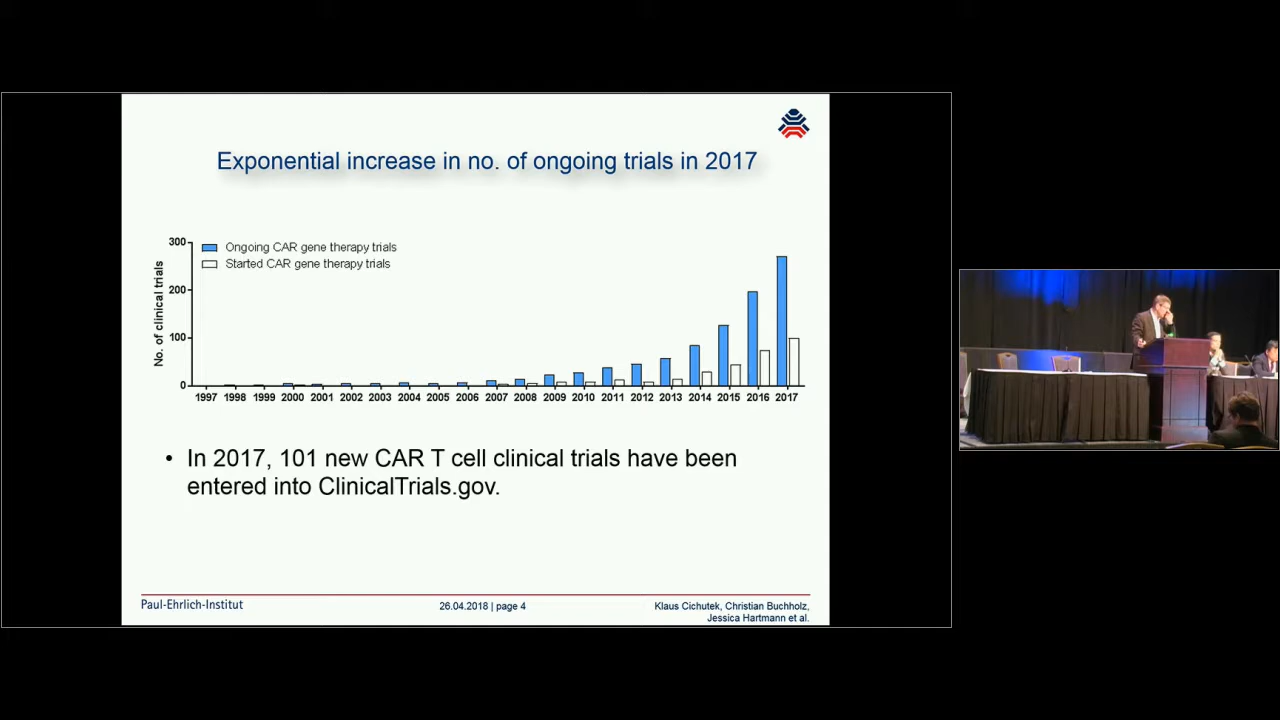 Exponential increase in no. of ongoing trials in 2017
No. of clinical trials
300
200
100
0
Ongoing CAR gene therapy trials
Started CAR gene therapy trials
1997 1998 1999 2000 2001 2002 2003 2004 2005 2006 2007 2008 2009 2010 2011 2012 2013 2014 2015 2016 2017
• In 2017, 101 new CAR T cell clinical trials have been
entered into ClinicalTrials.gov.
Paul-Ehrlich-Institut
26.04.2018 | page 4
Klaus Cichutek, Christian Buchholz,
Jessica Hartmann et al.